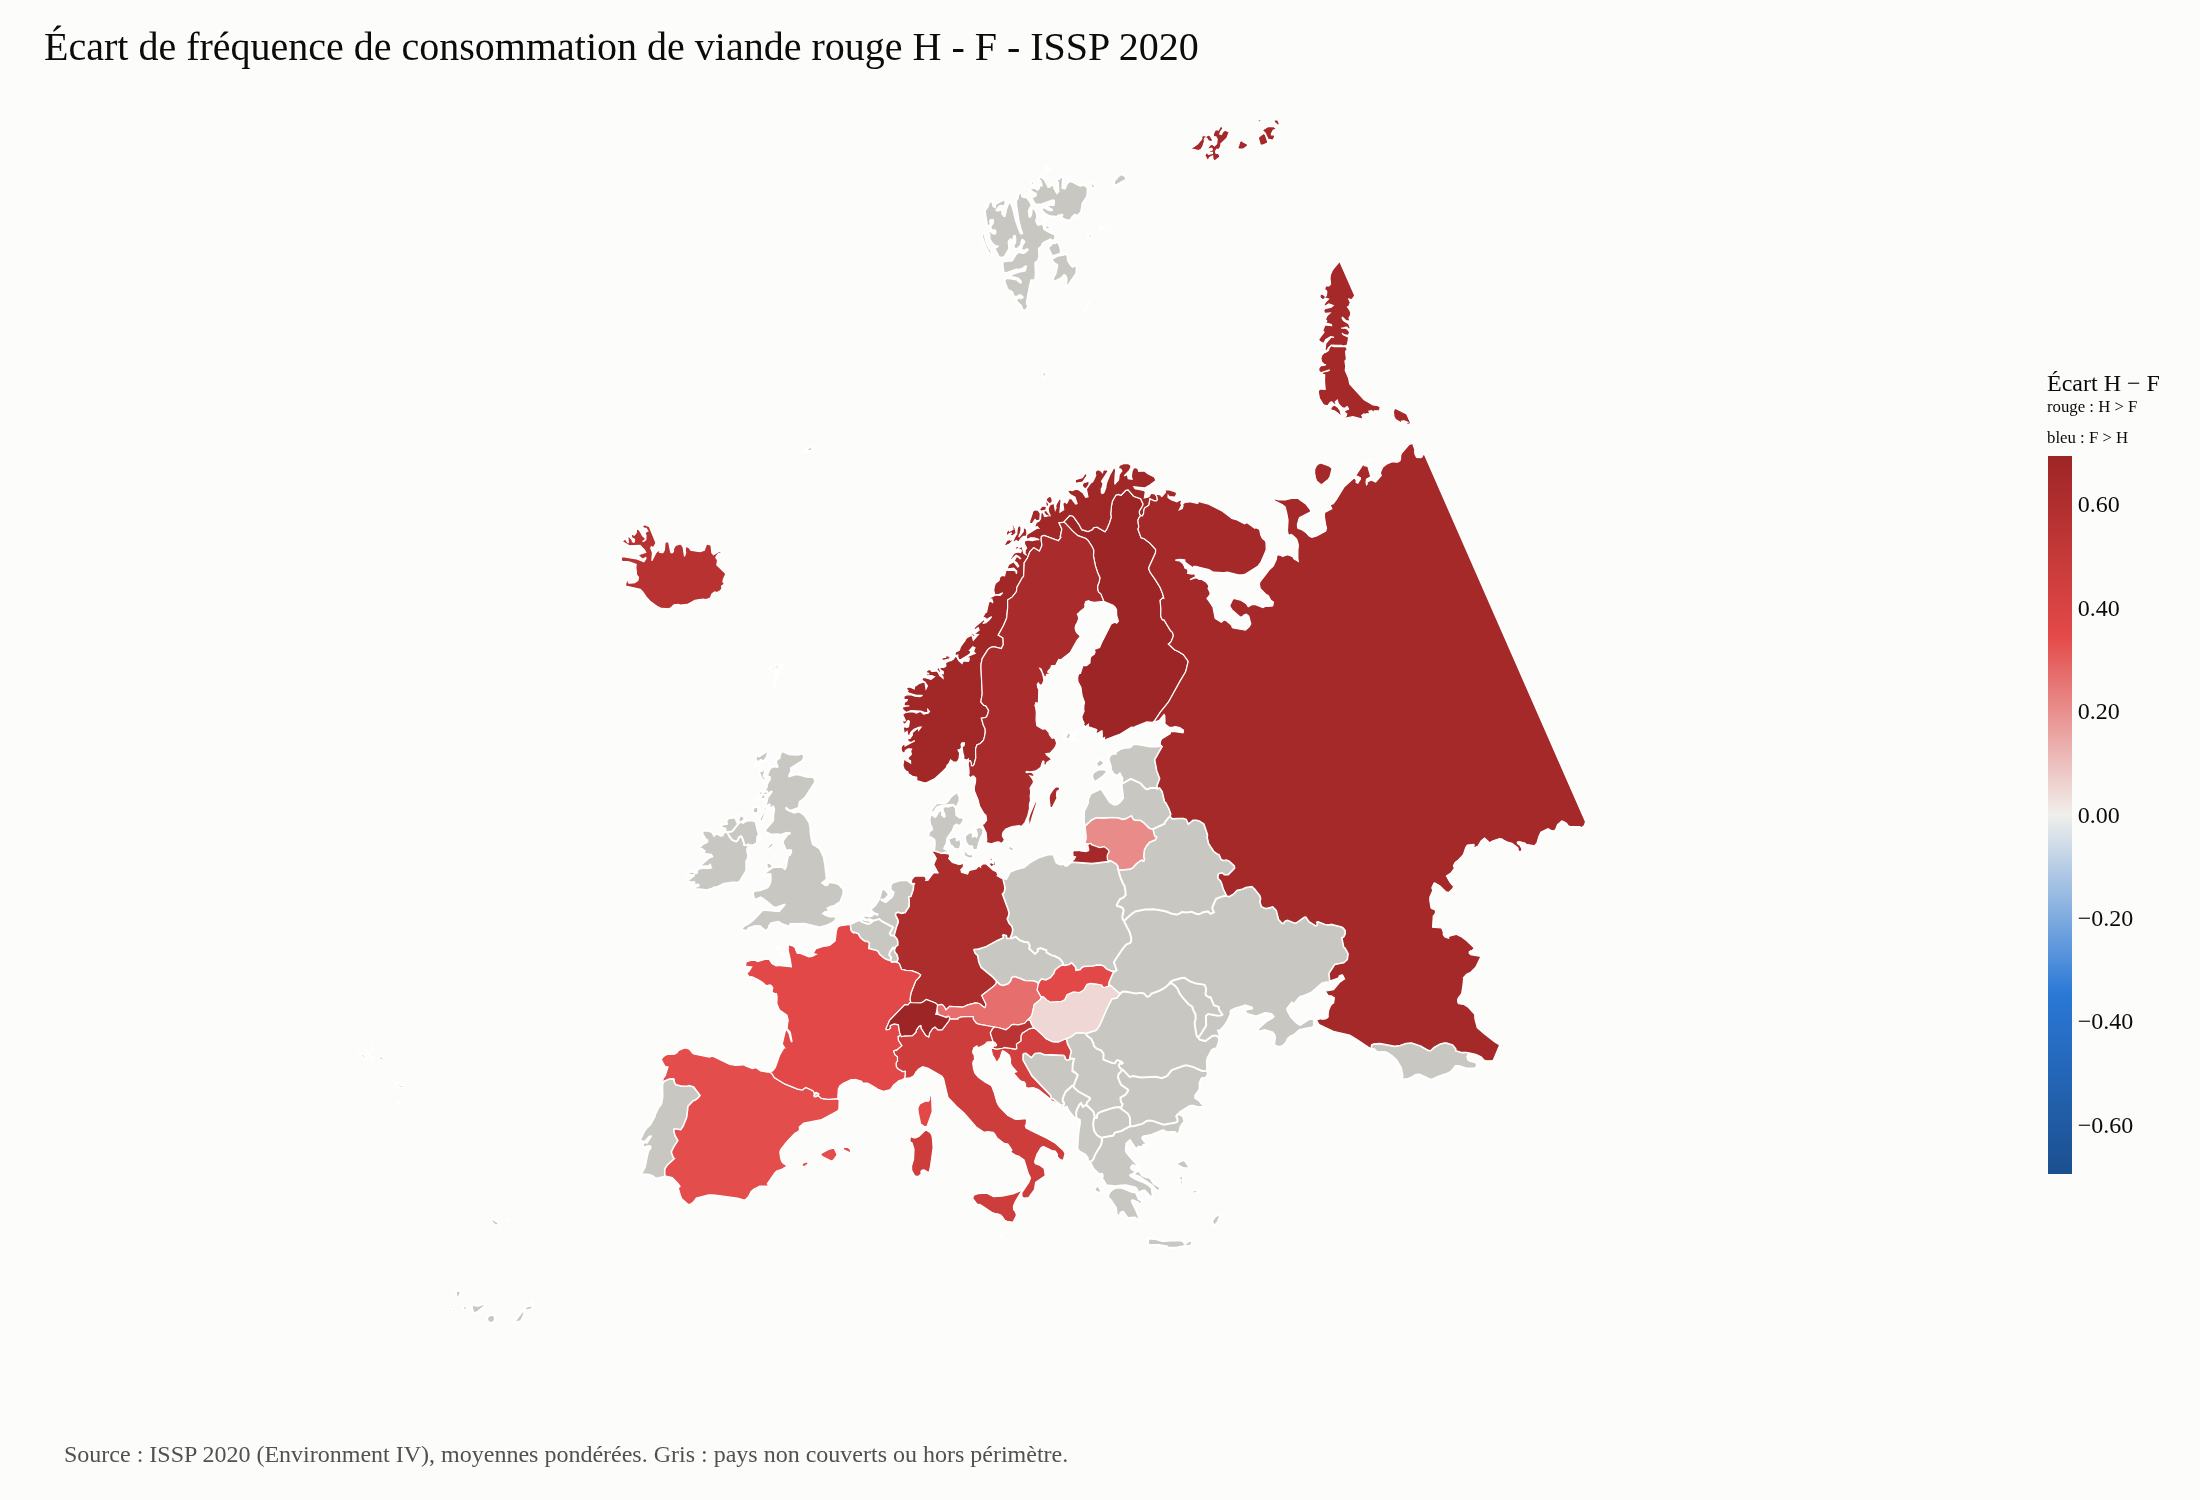 Écart de fréquence de consommation de viande rouge H - F - ISSP 2020
Écart H − F
rouge : H > F
bleu : F > H
0.60
0.40
0.20
0.00
−0.20
−0.40
−0.60
Source : ISSP 2020 (Environment IV), moyennes pondérées. Gris : pays non couverts ou hors périmètre.